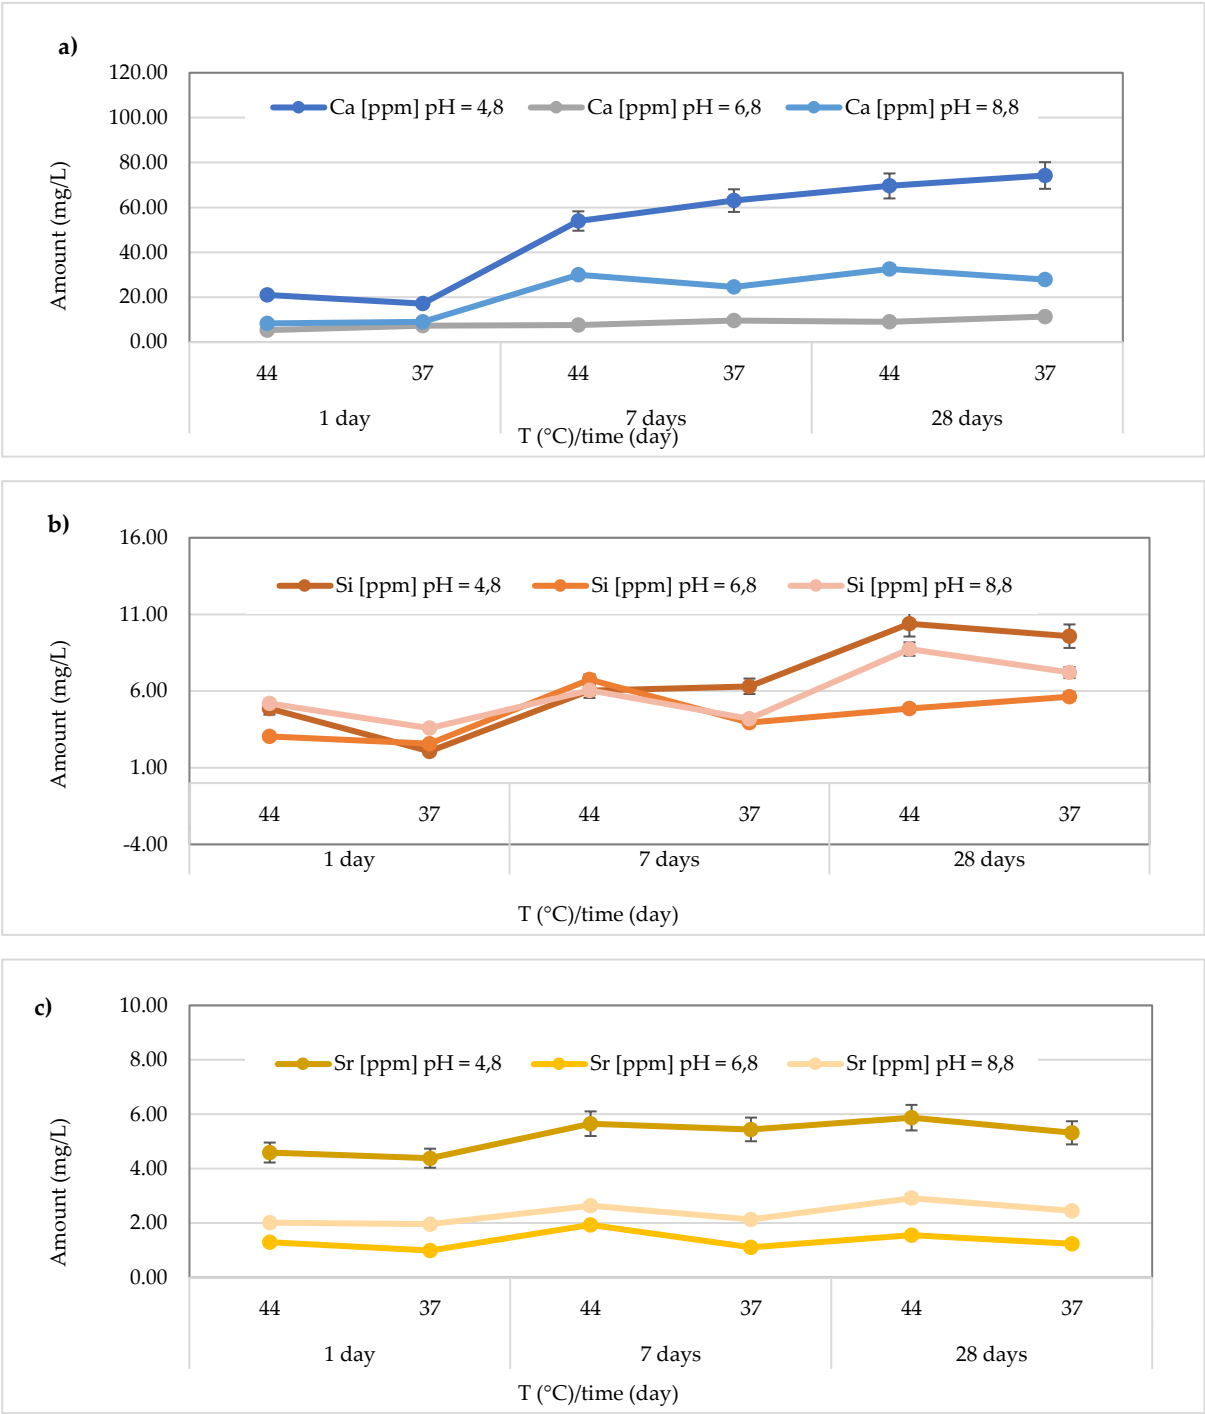 a)
120.00
100.00
80.00
60.00
40.00
20.00
0.00
Amount (mg/L)
Ca [ppm] pH = 4,8 Ca [ppm] pH = 6,8 Ca [ppm] pH = 8,8
44 37 44 37 44 37
1 day 7 days 28 days
T (°C)/time (day)
b)
16.00
11.00
6.00
1.00
-4.00
Amount (mg/L)
Si [ppm] pH = 4,8 Si [ppm] pH = 6,8 Si [ppm] pH = 8,8
44 37 44 37 44 37
1 day 7 days 28 days
T (°C)/time (day)
c)
10.00
8.00
6.00
4.00
2.00
0.00
Amount (mg/L)
Sr [ppm] pH = 4,8 Sr [ppm] pH = 6,8 Sr [ppm] pH = 8,8
44 37 44 37 44 37
1 day 7 days 28 days
T (°C)/time (day)